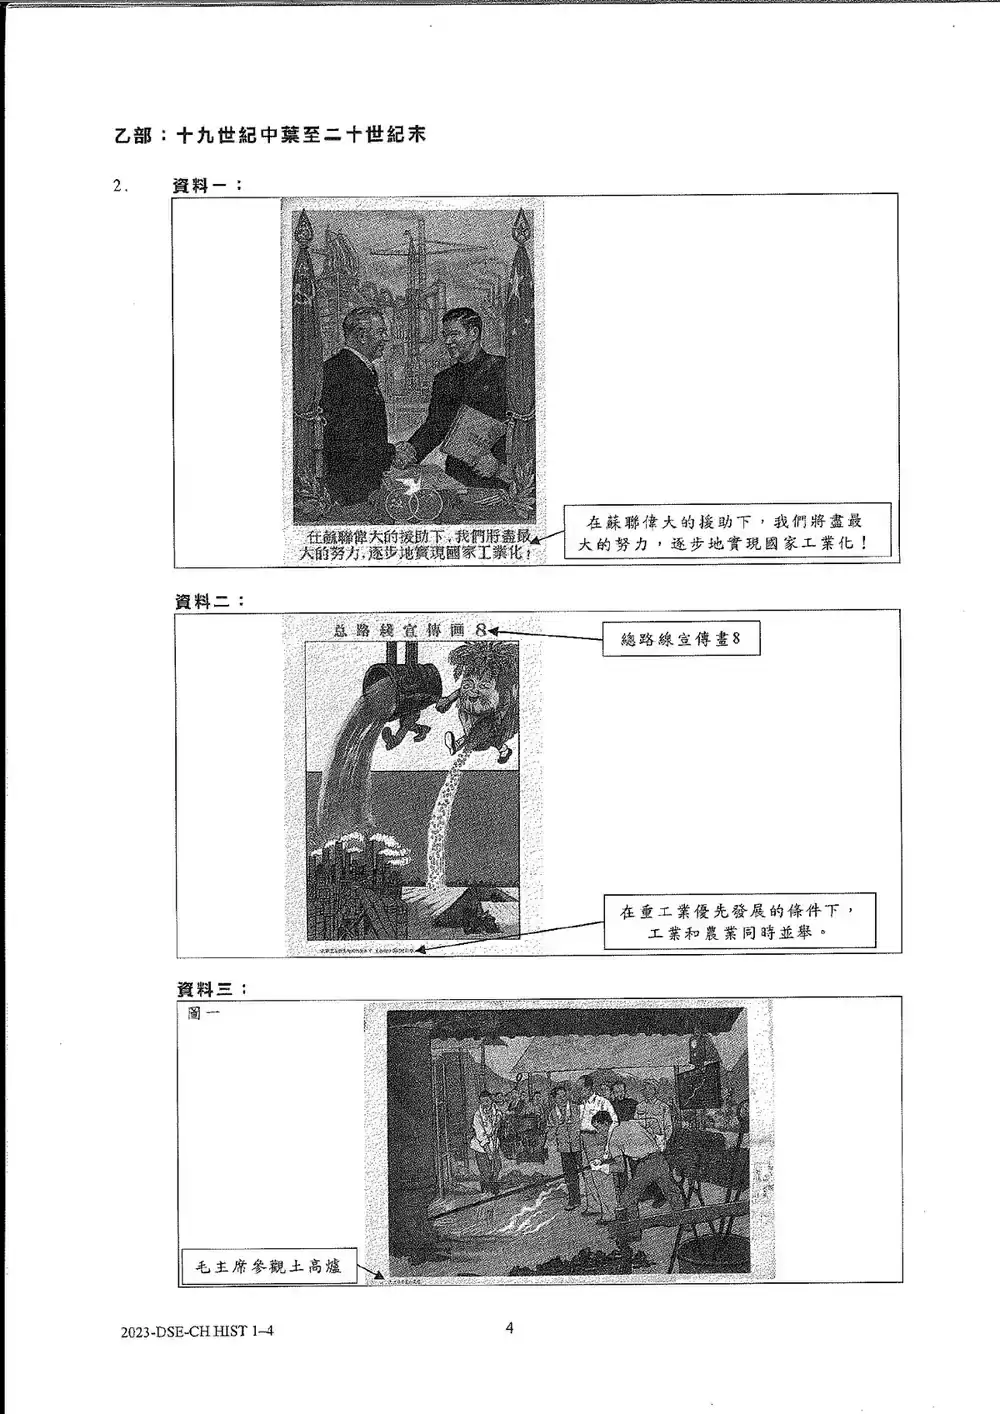 乙部：十九世紀中葉至二十世紀末
2.
資料一：
在蘇聯偉大的援助下，我們將盡最
大的努力，逐步地實現國家工業化！
在蘇聯偉大的援助下，我們將盡最
大的努力，逐步地實現國家工業化！
資料二：
总路綫宣傳画8
總路線宣傳畫8
在重工業優先發展的條件下，
工業和農業同時並舉。
資料三：
圖一
毛主席參觀土高爐
2023-DSE-CH HIST 1–4
4